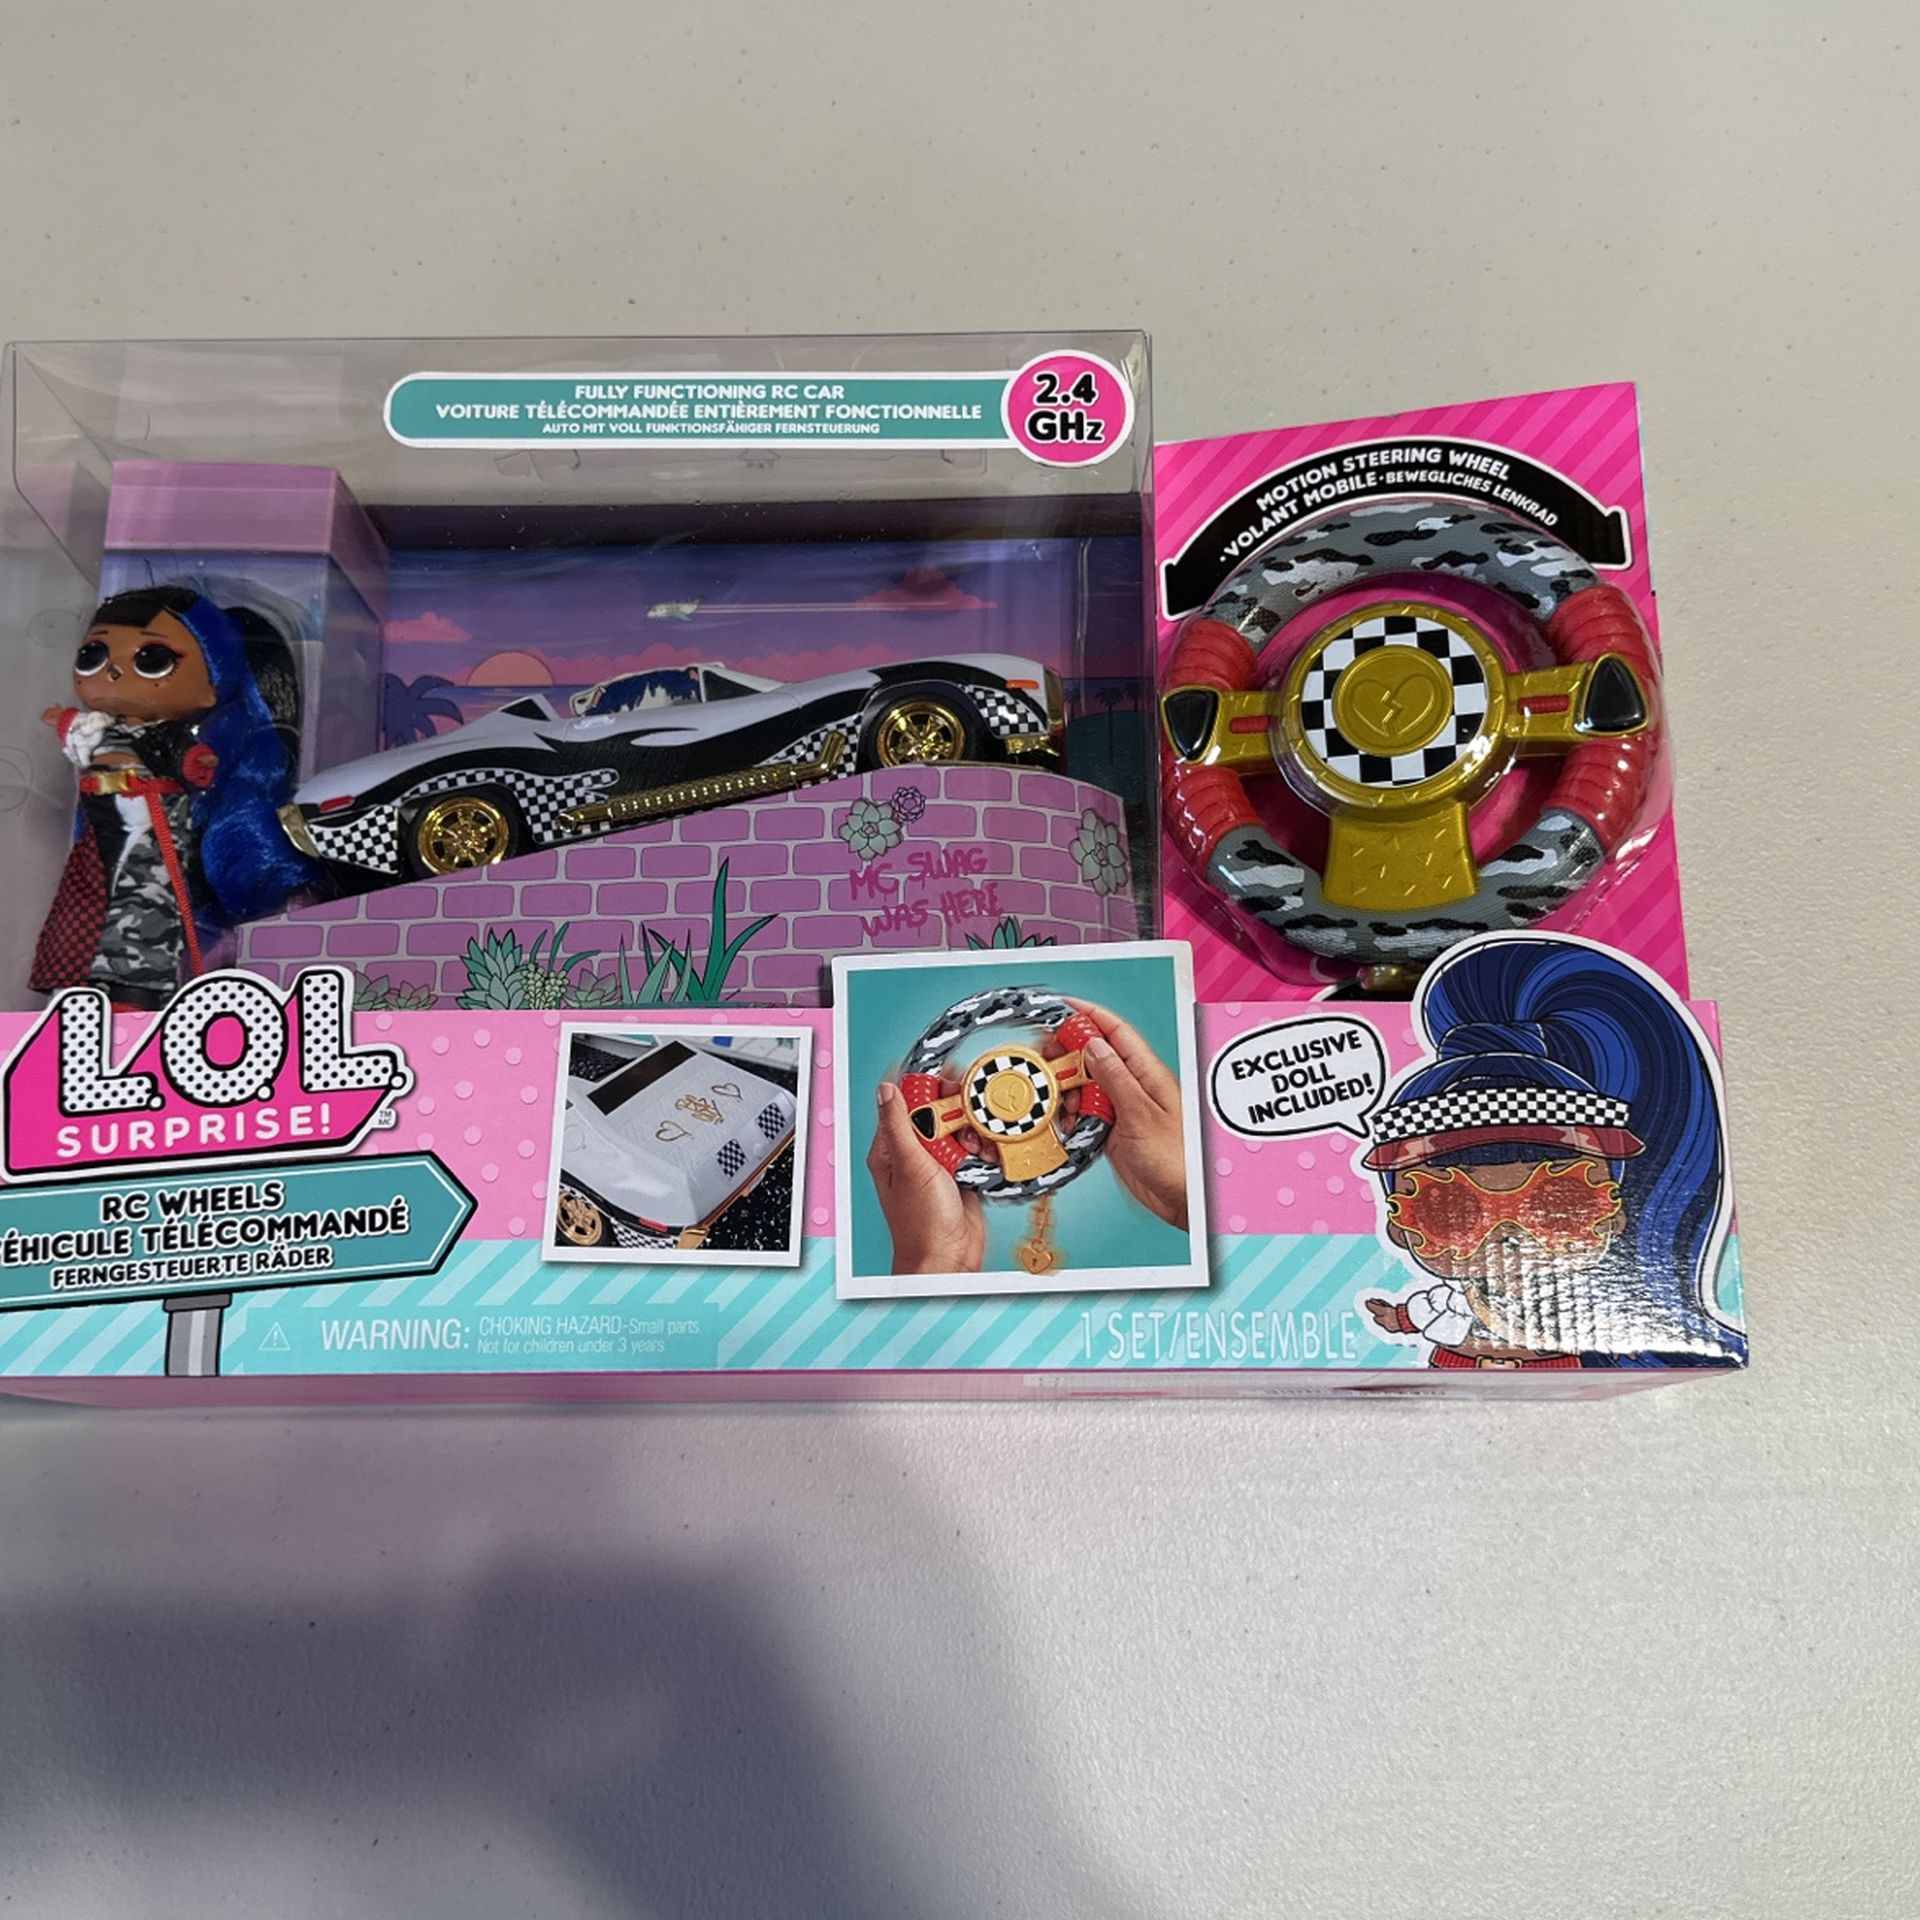 FULLY FUNCTIONING RC CAR
VOITURE TÉLÉCOMMANDÉE ENTIÈREMENT FONCTIONNELLE
AUTO MIT VOLL FUNKTIONSFÄHIGER FERNSTEUERUNG
2.4
GHz
MOTION STEERING WHEEL
·VOLANT MOBILE·BEWEGLICHES LENKRAD
MC SWAG
WAS HERE
L.O.L.
SURPRISE!
TM
MC
RC WHEELS
ÉHICULE TÉLÉCOMMANDÉ
FERNGESTEUERTE RÄDER
EXCLUSIVE
DOLL
INCLUDED!
WARNING: CHOKING HAZARD-Small parts
Not for children under 3 years
1 SET/ENSEMBLE